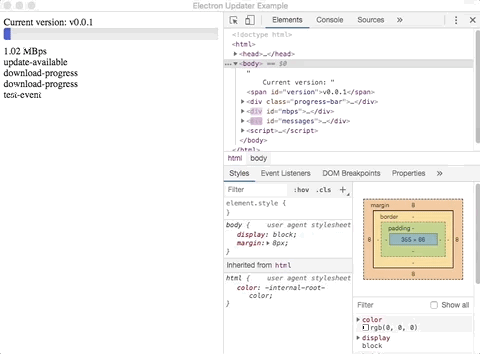 Electron Updater Example
Current version: v0.0.1
1.02 MBps
update-available
download-progress
download-progress
test-event
Elements Console Sources »
<!doctype html>
<html>
<head>…</head>
<body> == $0
"
Current version: "
<span id="version">v0.0.1</span>
<div class="progress-bar">…</div>
<div id="mbps">…</div>
<div id="messages">…</div>
<script>…</script>
</body>
</html>
html body
Styles Event Listeners DOM Breakpoints Properties »
Filter :hov .cls +
element.style {
}
body { user agent stylesheet
display: block;
margin: 8px;
}
Inherited from html
html { user agent stylesheet
color: -internal-root-color;
}
margin 8
border -
padding -
8 - - 365 × 86 - - 8
-
-
8
Filter Show all
color
rgb(0, 0, 0)
display
block